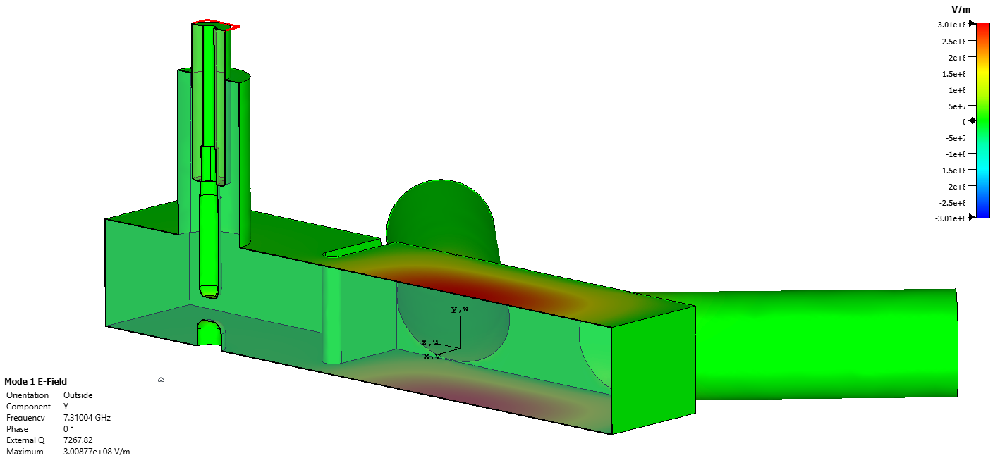 V/m
3.01e+8
2.5e+8
2e+8
1.5e+8
1e+8
5e+7
0
-5e+7
-1e+8
-1.5e+8
-2e+8
-2.5e+8
-3.01e+8
y,w
z,u
x,v
Mode 1 E-Field
Orientation Outside
Component Y
Frequency 7.31004 GHz
Phase 0 °
External Q 7267.82
Maximum 3.00877e+08 V/m